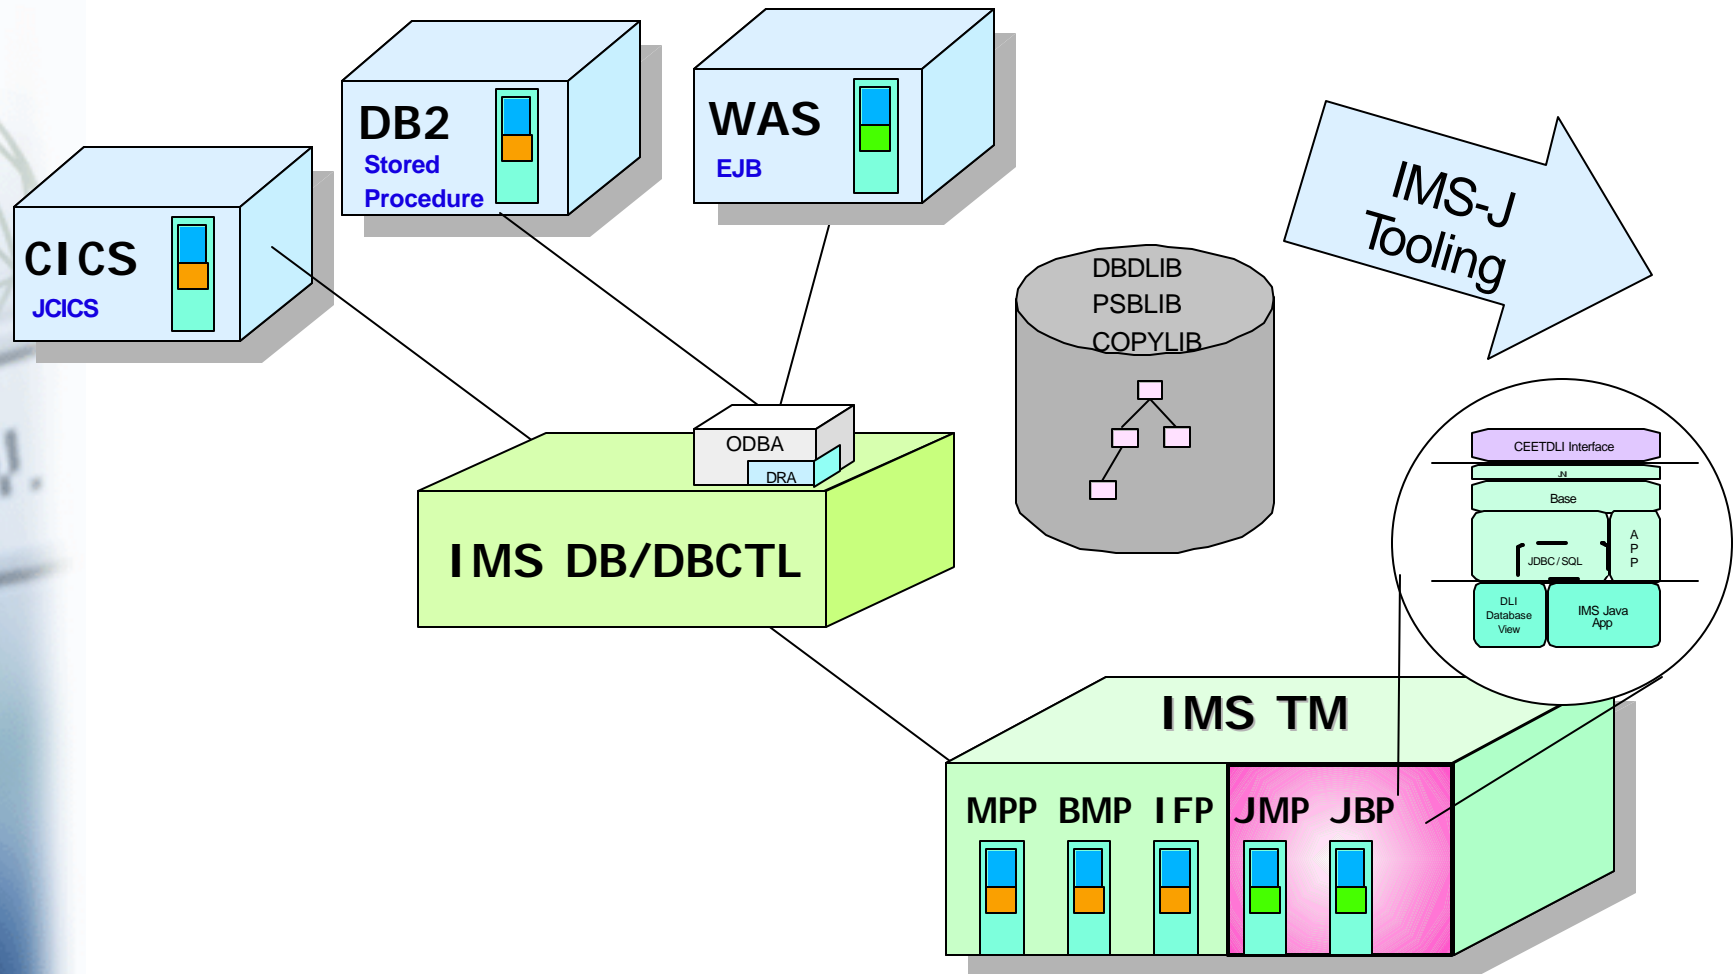 DB2
Stored
Procedure
WAS
EJB
CICS
JCICS
IMS-J
Tooling
DBDLIB
PSBLIB
COPYLIB
ODBA
DRA
IMS DB/DBCTL
CEETDLI Interface
JNI
Base
JDBC / SQL
A
P
P
DLI
Database
View
IMS Java
App
IMS TM
MPP BMP IFP JMP JBP